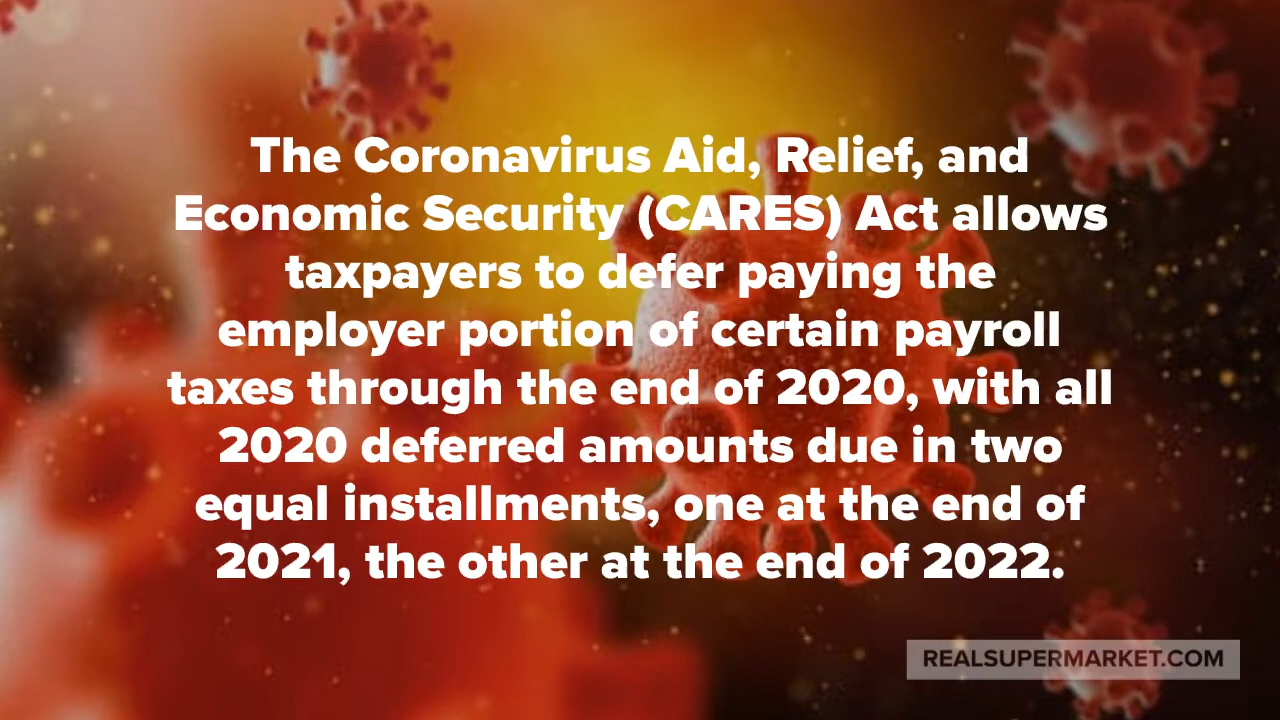 The Coronavirus Aid, Relief, and
Economic Security (CARES) Act allows
taxpayers to defer paying the
employer portion of certain payroll
taxes through the end of 2020, with all
2020 deferred amounts due in two
equal installments, one at the end of
2021, the other at the end of 2022.
REALSUPERMARKET.COM